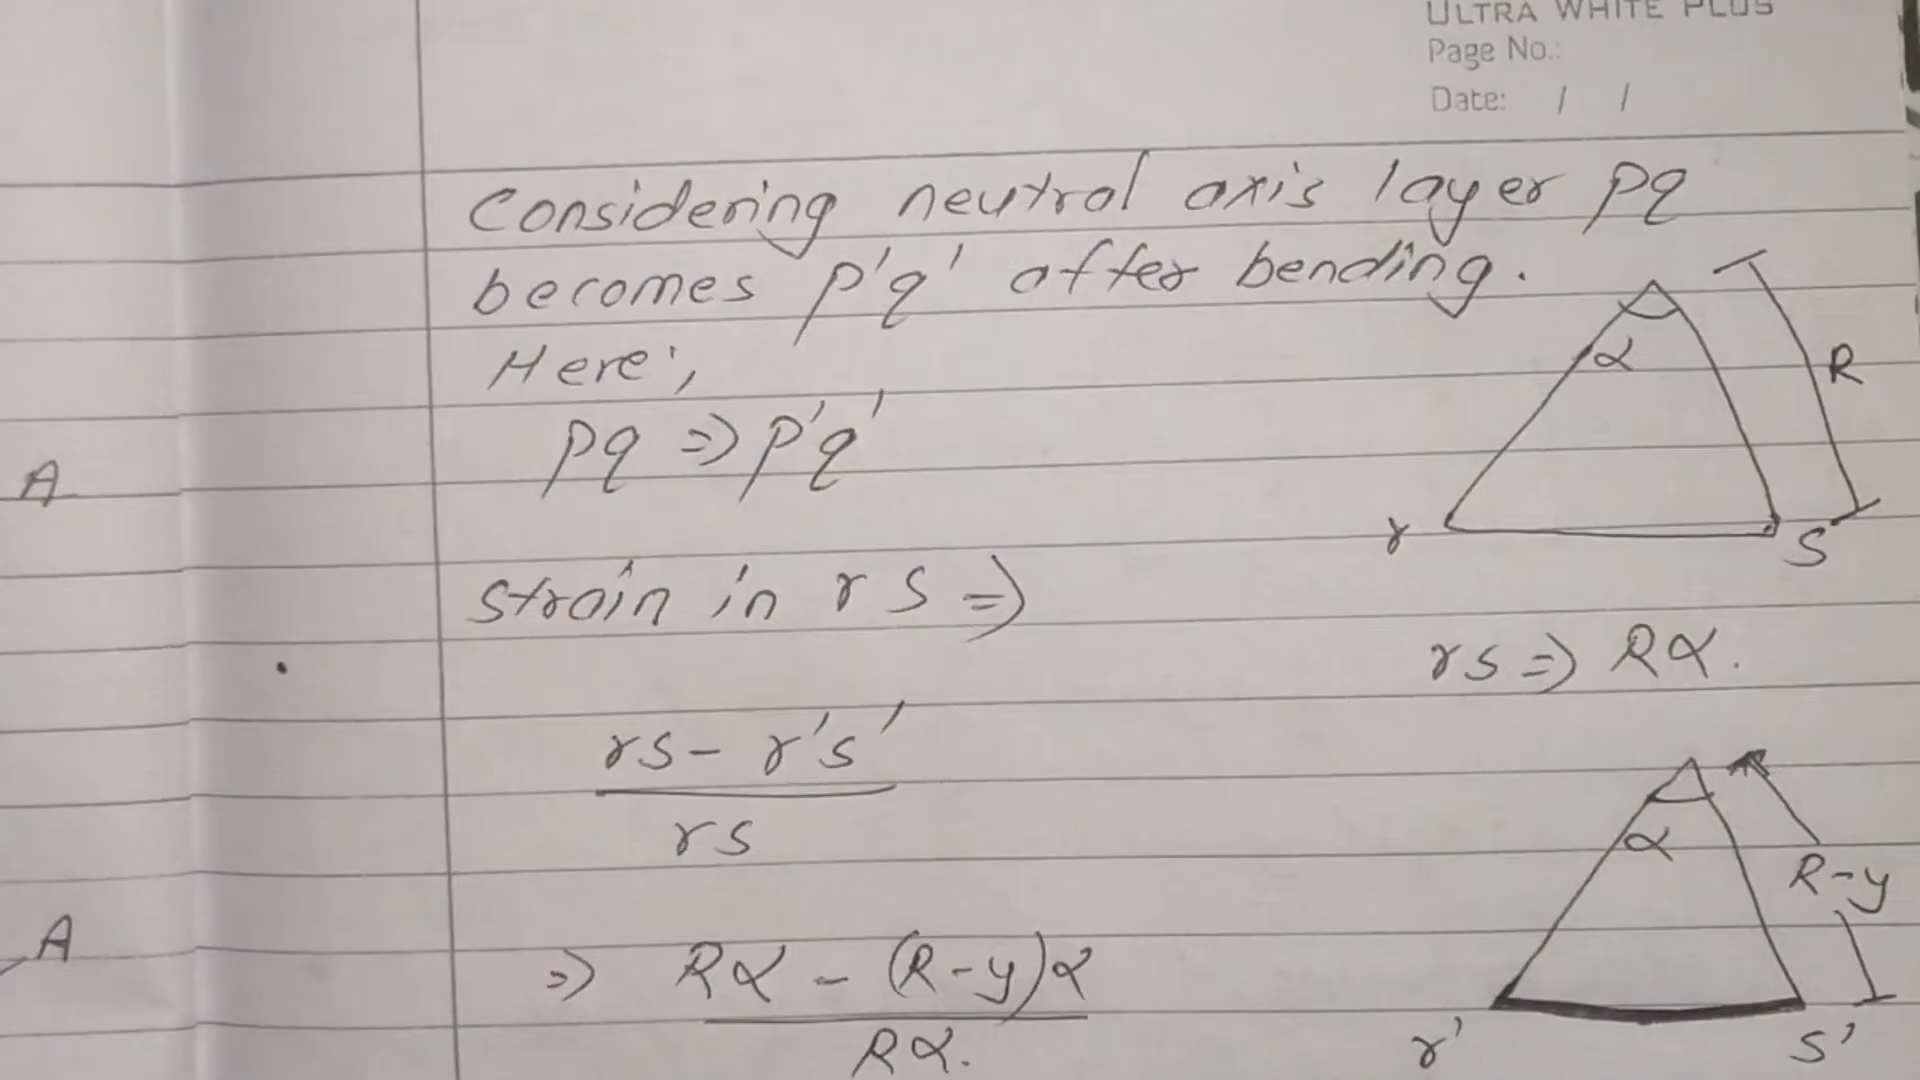 ULTRA WHITE PLUS
Page No.:
Date: / /
Considering neutral axis layer pq
becomes p'q' after bending.
Here;
pq => p'q'
A
α
R
r
S
strain in rs =>
rs => Rα.
rs - r's'
rs
α
R-y
A
=> Rα - (R-y)α
Rα.
r'
s'